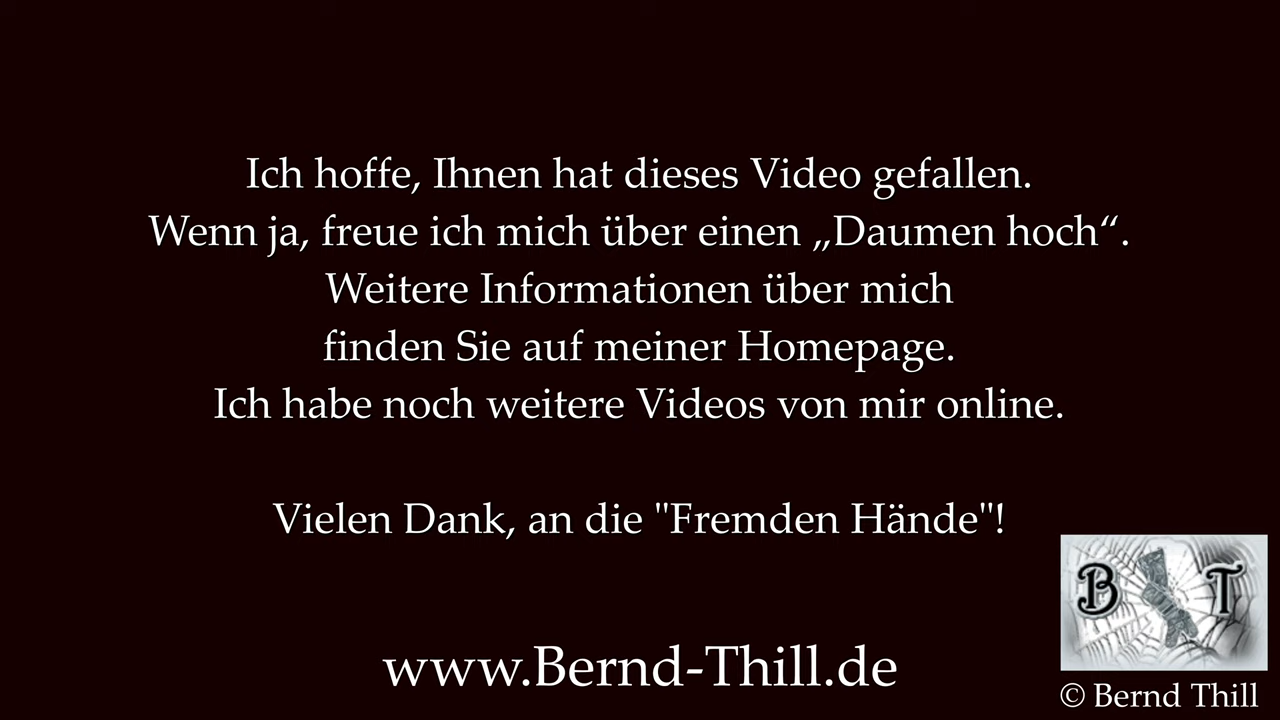 Ich hoffe, Ihnen hat dieses Video gefallen.
Wenn ja, freue ich mich über einen „Daumen hoch“.
Weitere Informationen über mich
finden Sie auf meiner Homepage.
Ich habe noch weitere Videos von mir online.
Vielen Dank, an die "Fremden Hände"!
B T
www.Bernd-Thill.de
© Bernd Thill